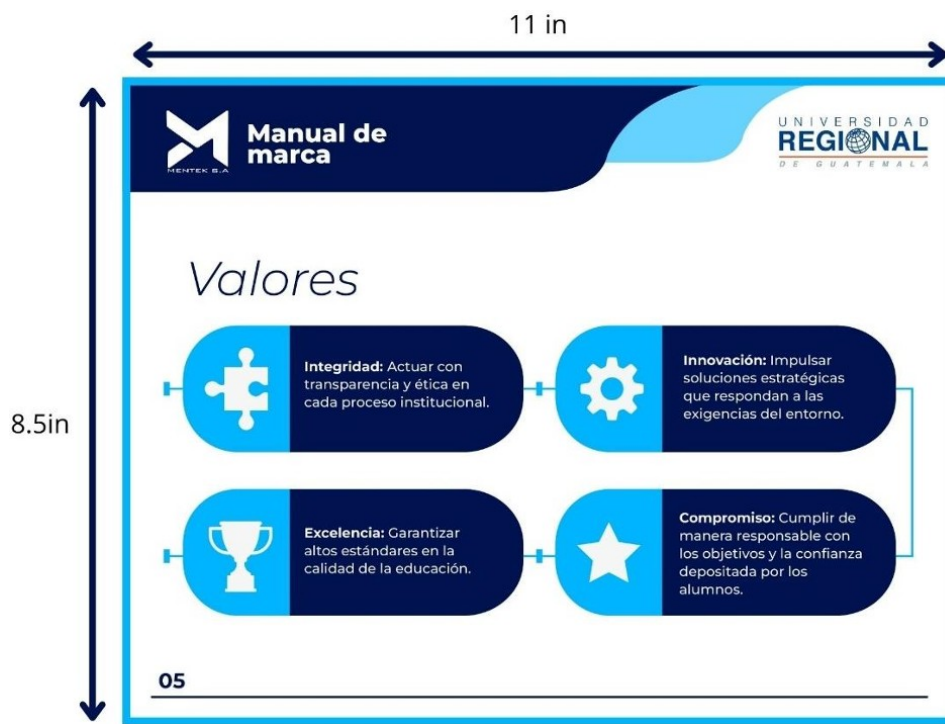 11 in
8.5in
MENTEK S.A
Manual de
marca
UNIVERSIDAD
REGIONAL
DE GUATEMALA
Valores
Integridad: Actuar con
transparencia y ética en
cada proceso institucional.
Innovación: Impulsar
soluciones estratégicas
que respondan a las
exigencias del entorno.
Excelencia: Garantizar
altos estándares en la
calidad de la educación.
Compromiso: Cumplir de
manera responsable con
los objetivos y la confianza
depositada por los
alumnos.
05